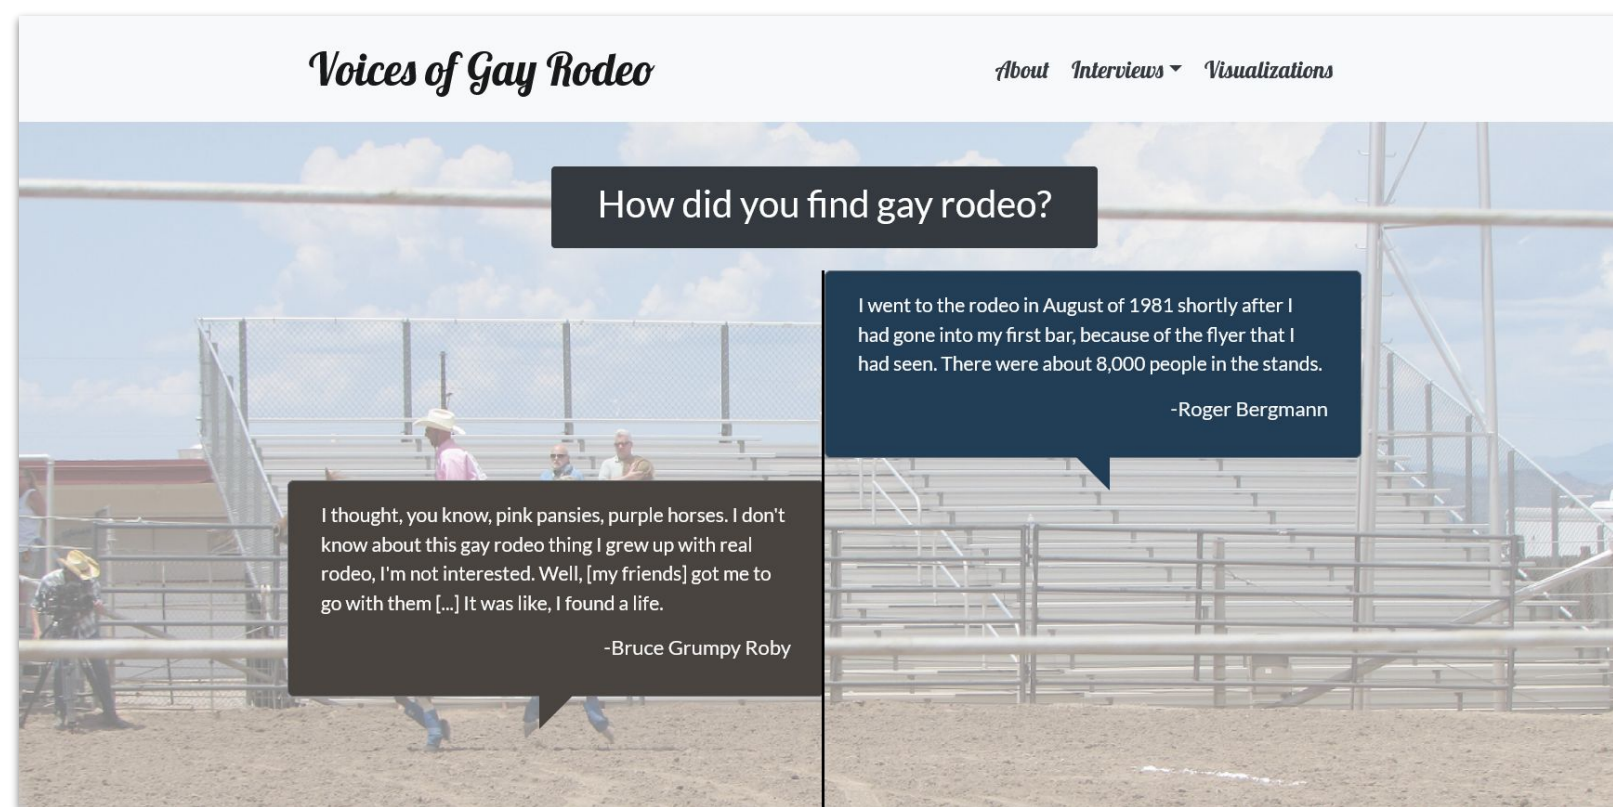 Voices of Gay Rodeo
About Interviews Visualizations
How did you find gay rodeo?
I went to the rodeo in August of 1981 shortly after I
had gone into my first bar, because of the flyer that I
had seen. There were about 8,000 people in the stands.
-Roger Bergmann
I thought, you know, pink pansies, purple horses. I don't
know about this gay rodeo thing I grew up with real
rodeo, I'm not interested. Well, [my friends] got me to
go with them [...] It was like, I found a life.
-Bruce Grumpy Roby